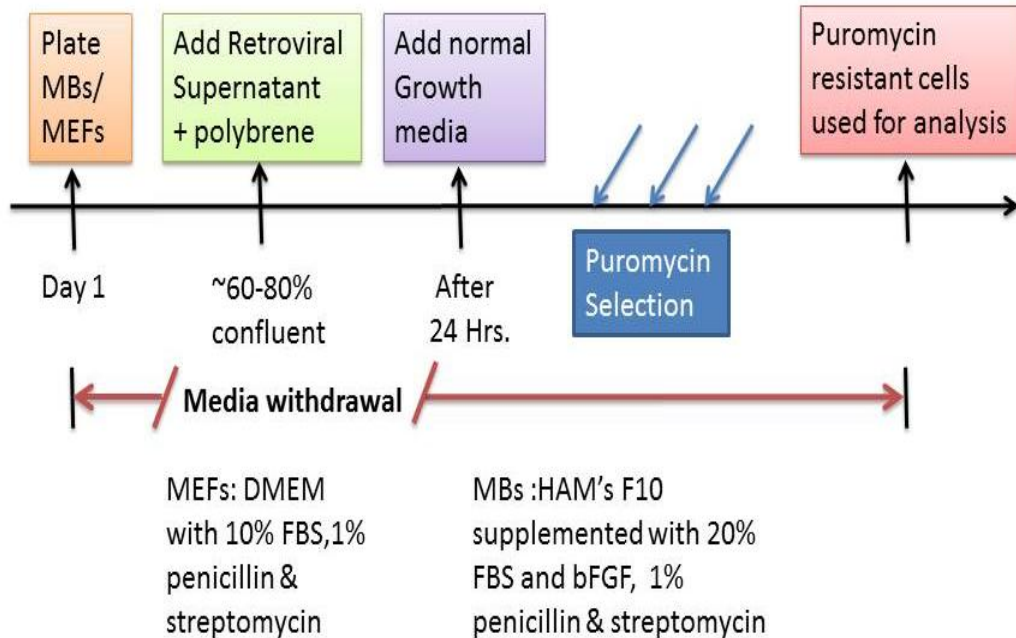 Plate
MBs/
MEFs
Add Retroviral
Supernatant
+ polybrene
Add normal
Growth
media
Puromycin
resistant cells
used for analysis
Puromycin
Selection
Day 1
~60-80%
confluent
After
24 Hrs.
Media withdrawal
MEFs: DMEM
with 10% FBS,1%
penicillin &
streptomycin
MBs :HAM's F10
supplemented with 20%
FBS and bFGF, 1%
penicillin & streptomycin